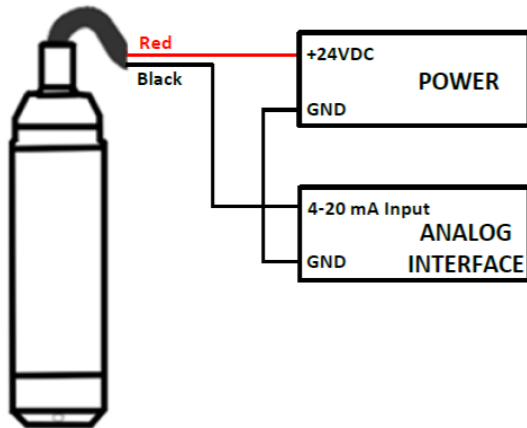 Red
Black
+24VDC
POWER
GND
4-20 mA Input
ANALOG
INTERFACE
GND